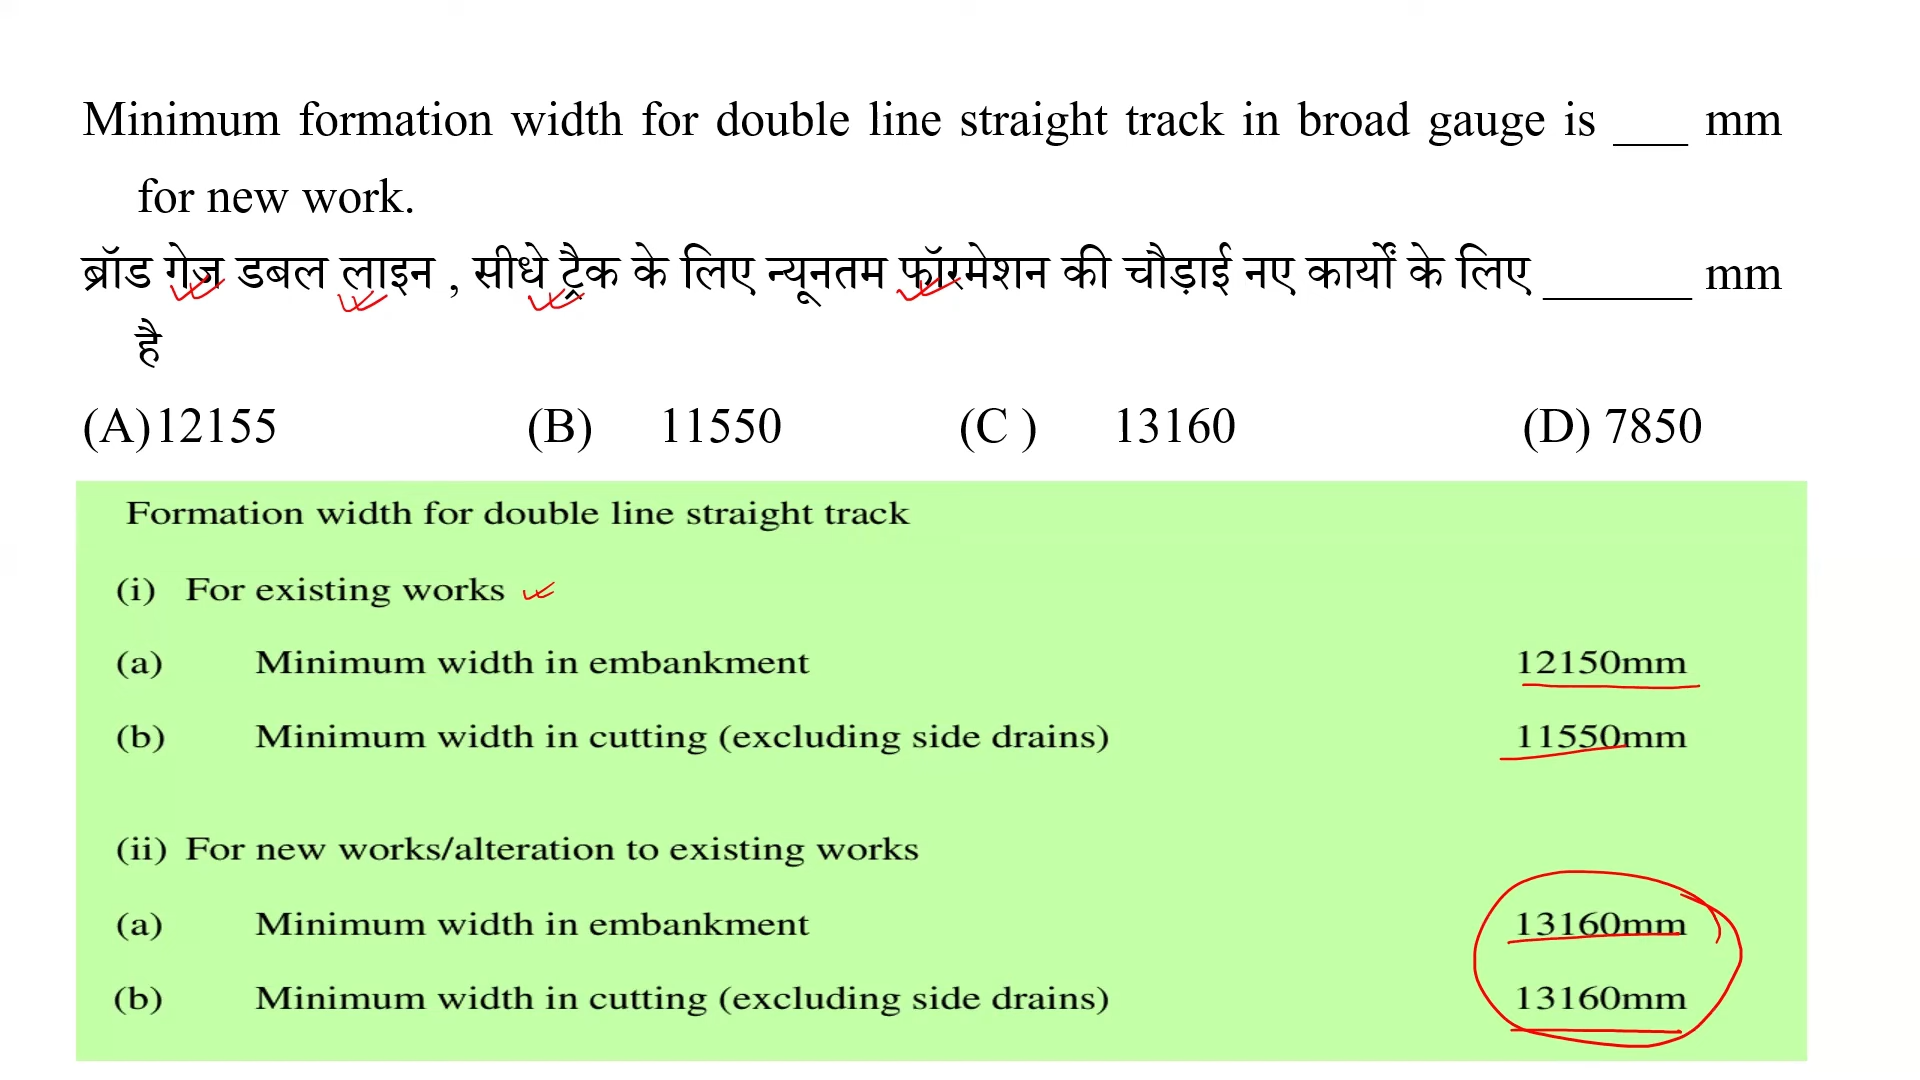 Minimum formation width for double line straight track in broad gauge is ___ mm
for new work.
ब्रॉड गेज डबल लाइन , सीधे ट्रैक के लिए न्यूनतम फॉरमेशन की चौड़ाई नए कार्यों के लिए ______ mm
है
(A) 12155 (B) 11550 (C ) 13160 (D) 7850
Formation width for double line straight track
(i) For existing works
(a) Minimum width in embankment 12150mm
(b) Minimum width in cutting (excluding side drains) 11550mm
(ii) For new works/alteration to existing works
(a) Minimum width in embankment 13160mm
(b) Minimum width in cutting (excluding side drains) 13160mm